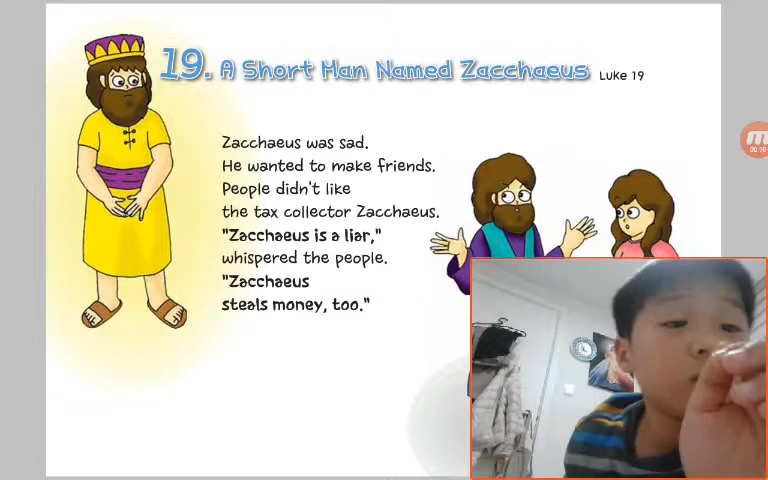 19. A Short Man Named Zacchaeus Luke 19
Zacchaeus was sad.
He wanted to make friends.
People didn't like
the tax collector Zacchaeus.
"Zacchaeus is a liar,"
whispered the people.
"Zacchaeus
steals money, too."
M